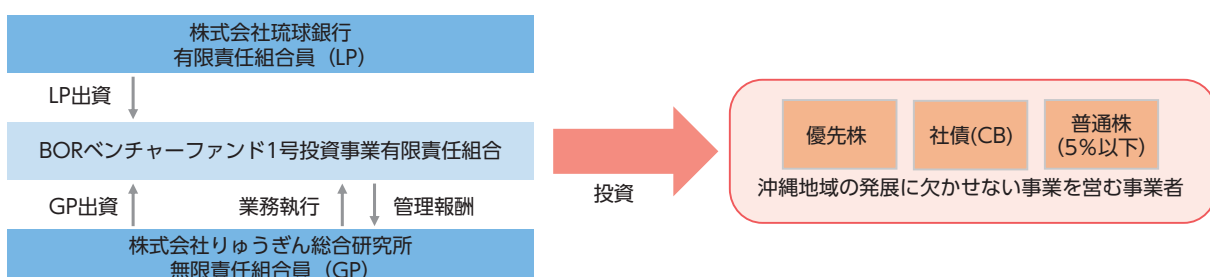 株式会社琉球銀行
有限責任組合員（LP）
LP出資
BORベンチャーファンド1号投資事業有限責任組合
GP出資
業務執行
管理報酬
株式会社りゅうぎん総合研究所
無限責任組合員（GP）
投資
優先株
社債(CB)
普通株
(5%以下)
沖縄地域の発展に欠かせない事業を営む事業者